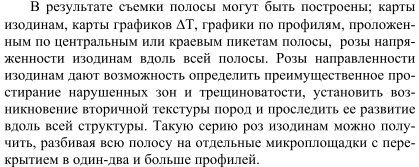 В результате съемки полосы могут быть построены; карты
изодинам, карты графиков ΔТ, графики по профилям, проложен-
ным по центральным или краевым пикетам полосы, розы напря-
женности изодинам вдоль всей полосы. Розы направленности
изодинам дают возможность определить преимущественное про-
стирание нарушенных зон и трещиноватости, установить воз-
никновение вторичной текстуры пород и проследить ее развитие
вдоль всей структуры. Такую серию роз изодинам можно полу-
чить, разбивая всю полосу на отдельные микроплощадки с пере-
крытием в один-два и больше профилей.